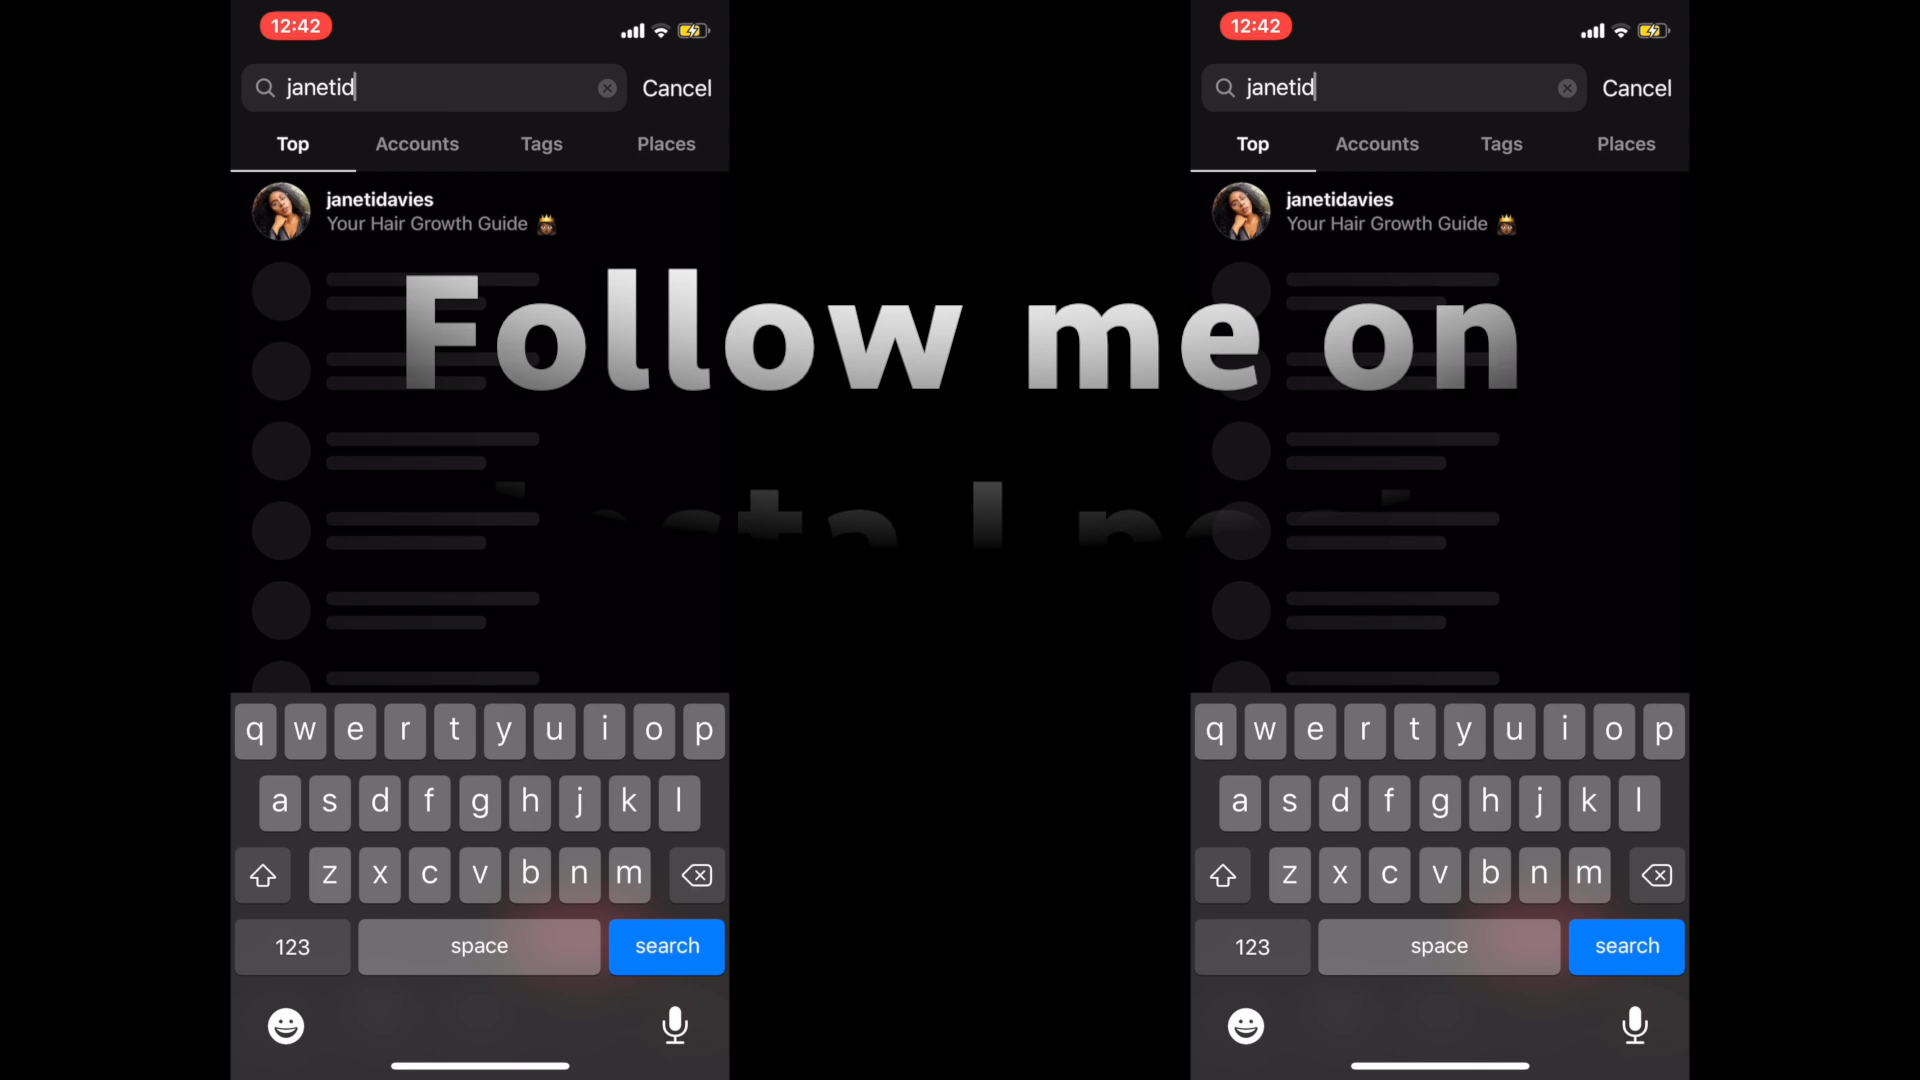 12:42
janetid
Cancel
Top Accounts Tags Places
janetidavies
Your Hair Growth Guide
12:42
janetid
Cancel
Top Accounts Tags Places
janetidavies
Your Hair Growth Guide
Follow me on
q w e r t y u i o p
a s d f g h j k l
z x c v b n m
123 space search
q w e r t y u i o p
a s d f g h j k l
z x c v b n m
123 space search